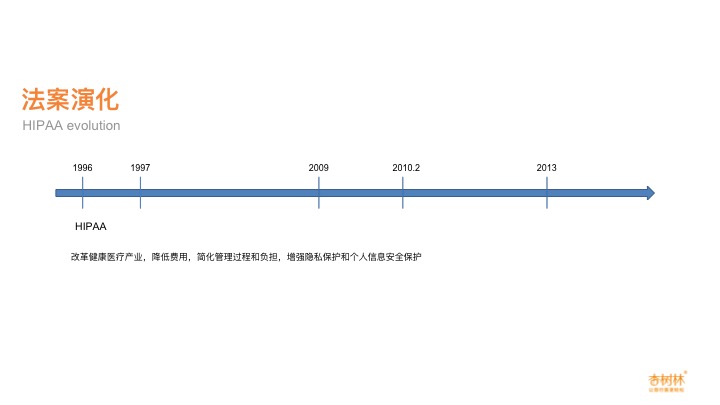 法案演化
HIPAA evolution
1996 1997 2009 2010.2 2013
HIPAA
改革健康医疗产业，降低费用，简化管理过程和负担，增强隐私保护和个人信息安全保护
杏树林